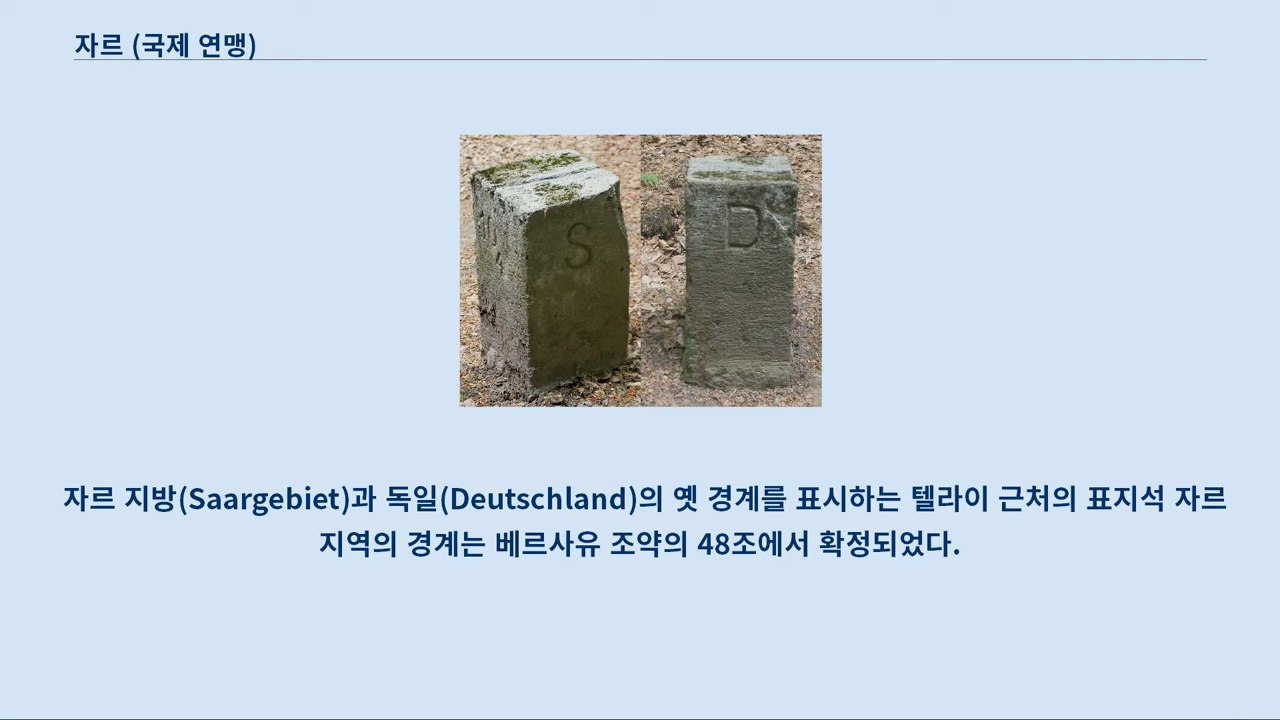 자르 (국제 연맹)
S
D
자르 지방(Saargebiet)과 독일(Deutschland)의 옛 경계를 표시하는 텔라이 근처의 표지석 자르
지역의 경계는 베르사유 조약의 48조에서 확정되었다.